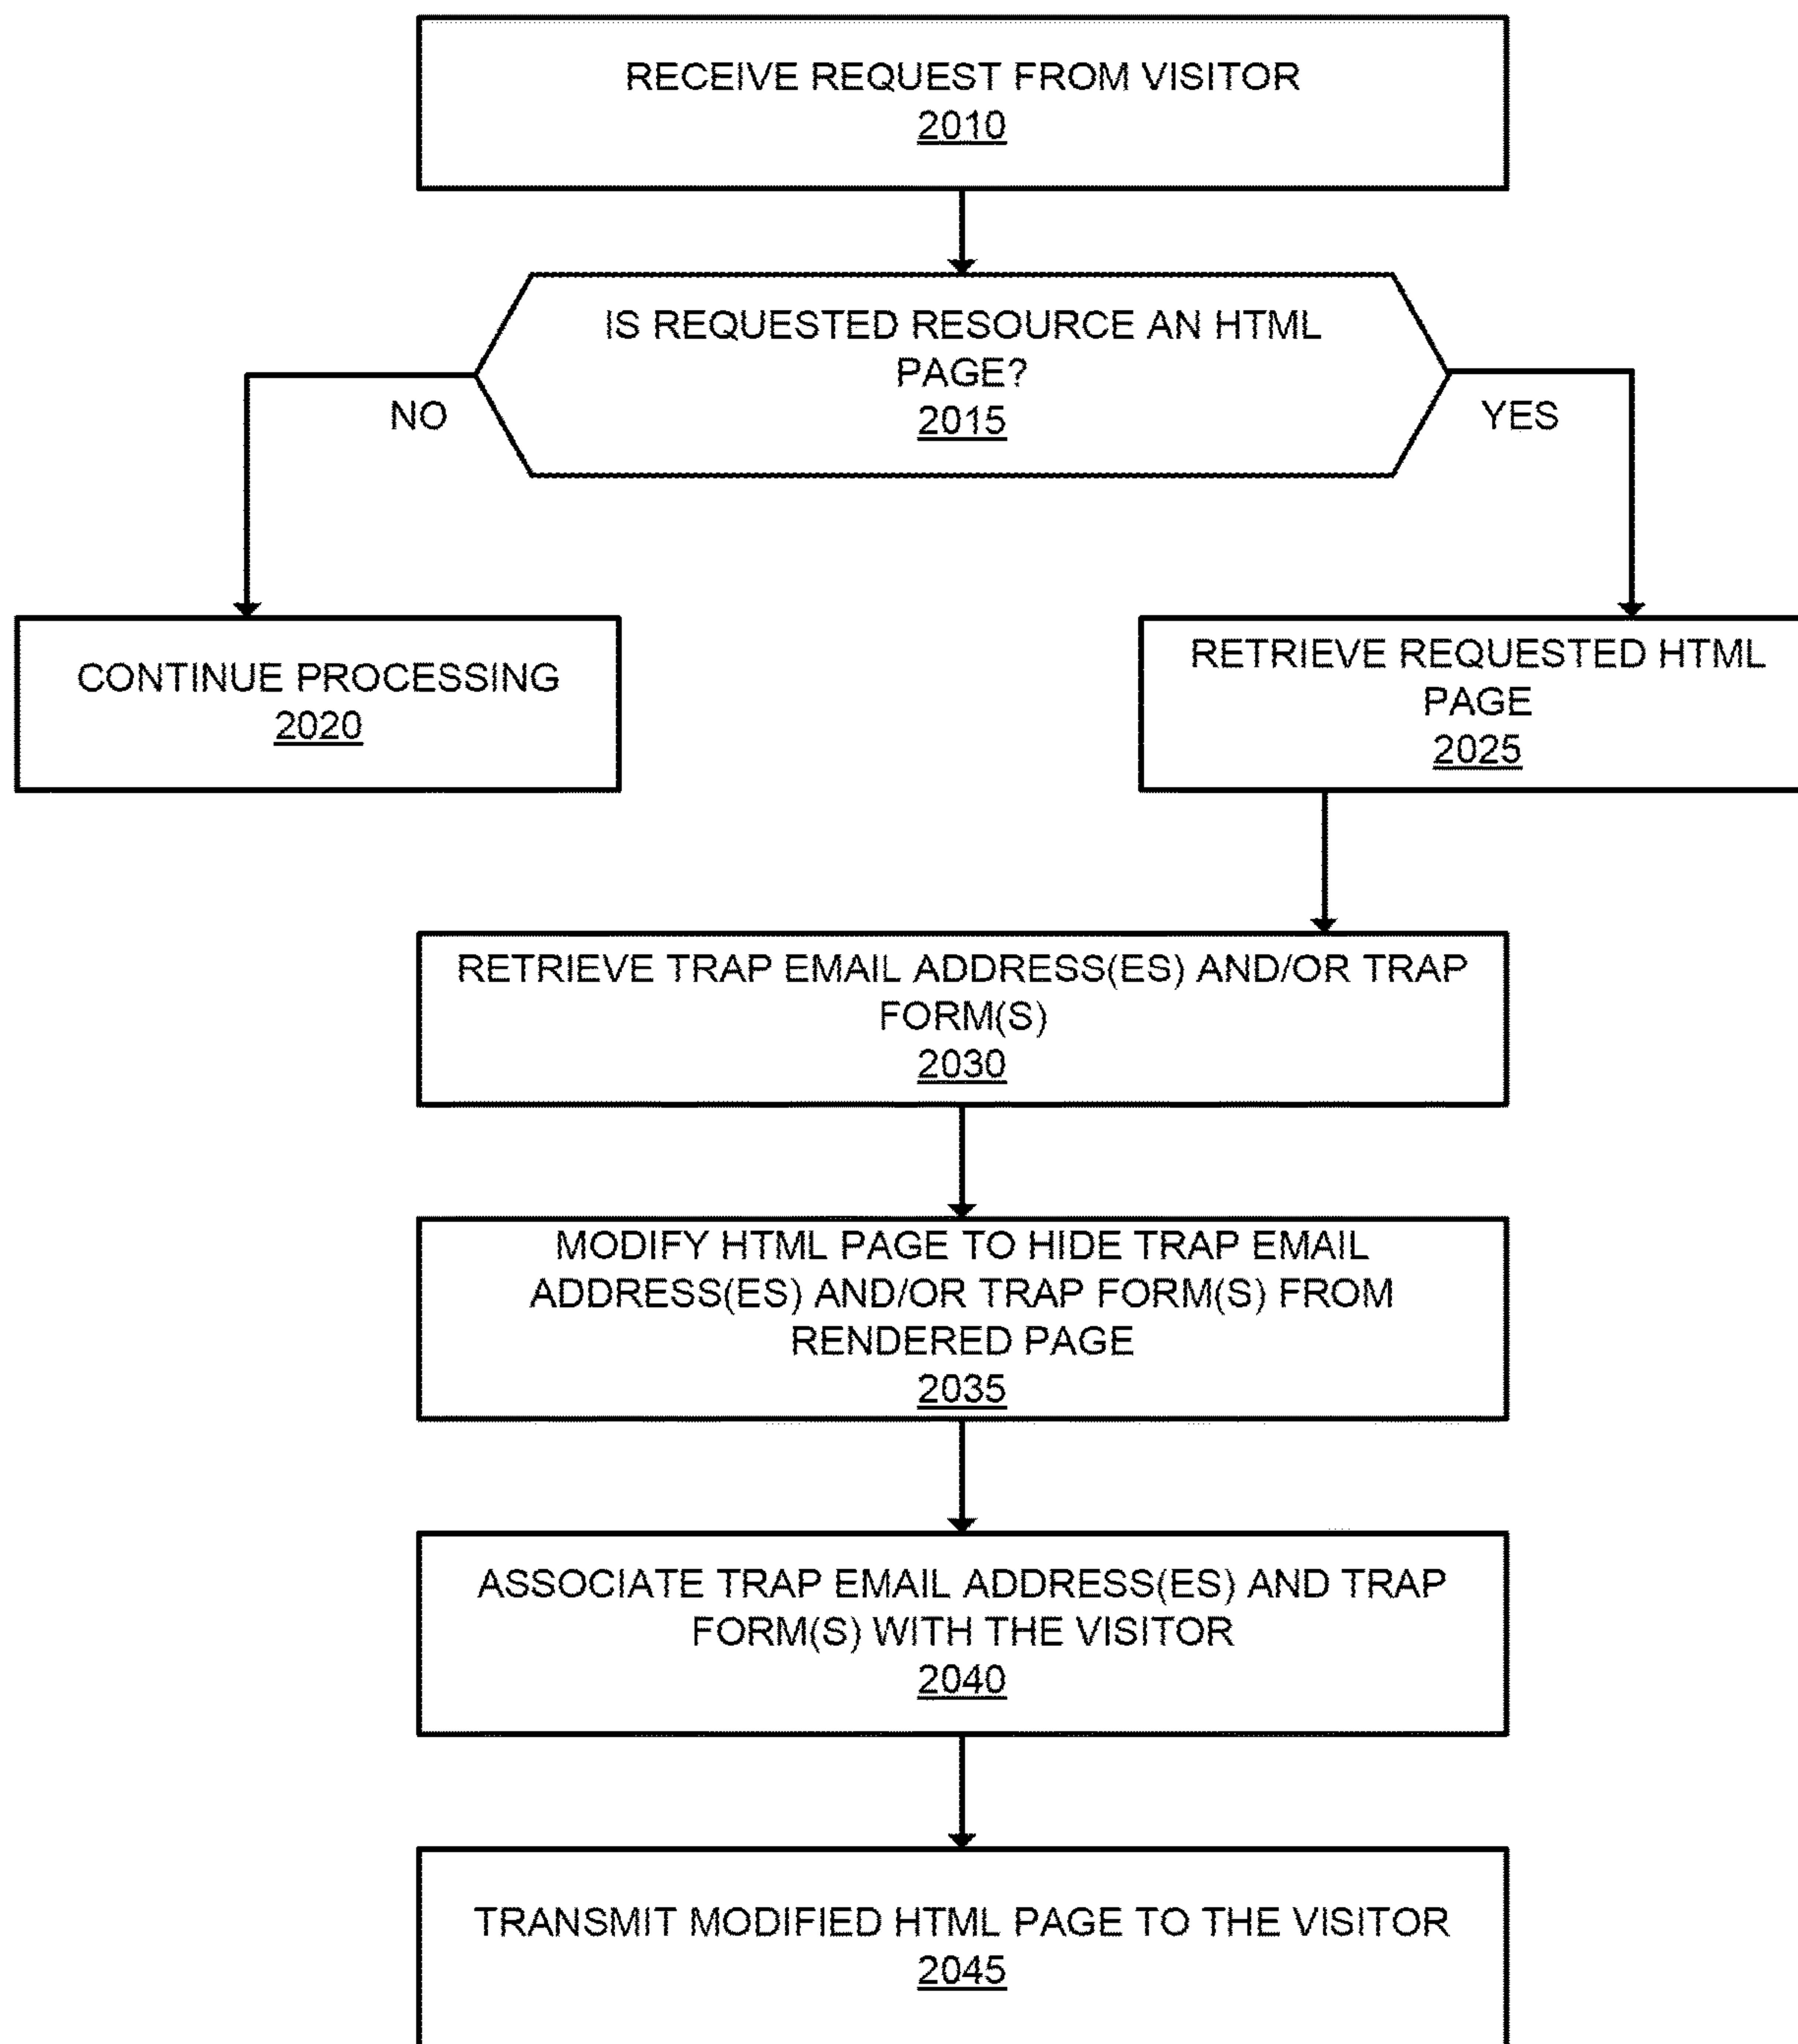 RECEIVE REQUEST FROM VISITOR
2010
IS REQUESTED RESOURCE AN HTML
PAGE?
2015
NO
YES
CONTINUE PROCESSING
2020
RETRIEVE REQUESTED HTML
PAGE
2025
RETRIEVE TRAP EMAIL ADDRESS(ES) AND/OR TRAP
FORM(S)
2030
MODIFY HTML PAGE TO HIDE TRAP EMAIL
ADDRESS(ES) AND/OR TRAP FORM(S) FROM
RENDERED PAGE
2035
ASSOCIATE TRAP EMAIL ADDRESS(ES) AND TRAP
FORM(S) WITH THE VISITOR
2040
TRANSMIT MODIFIED HTML PAGE TO THE VISITOR
2045